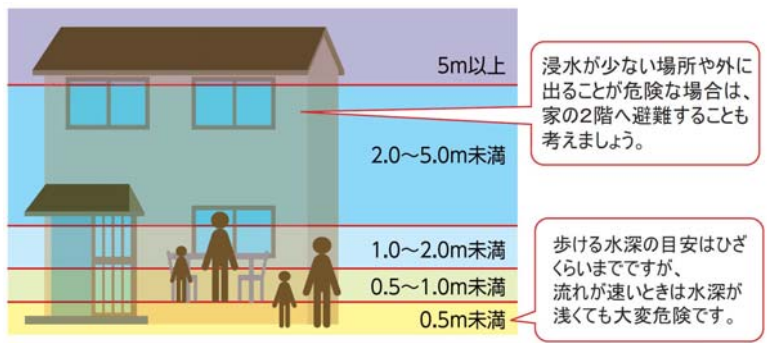 5m以上
2.0～5.0m未満
1.0～2.0m未満
0.5～1.0m未満
0.5m未満
浸水が少ない場所や外に
出ることが危険な場合は、
家の2階へ避難することも
考えましょう。
歩ける水深の目安はひざ
くらいまでですが、
流れが速いときは水深が
浅くても大変危険です。